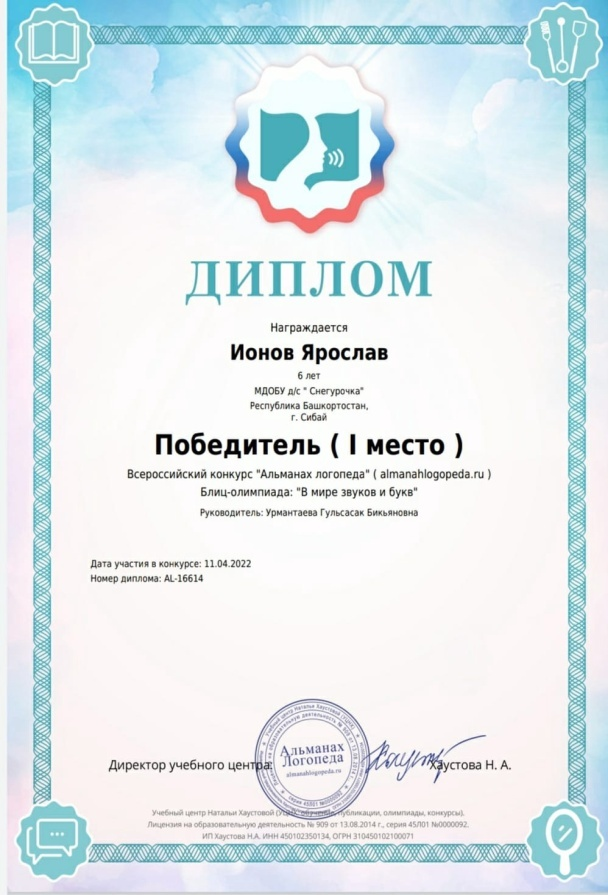 ДИПЛОМ
Награждается
Ионов Ярослав
6 лет
МДОБУ д/с " Снегурочка"
Республика Башкортостан,
г. Сибай
Победитель ( I место )
Всероссийский конкурс "Альманах логопеда" ( almanahlogopeda.ru )
Блиц-олимпиада: "В мире звуков и букв"
Руководитель: Урмантаева Гульсасак Бикьяновна
Дата участия в конкурсе: 11.04.2022
Номер диплома: AL-16614
Альманах
Логопеда
almanahlogopeda.ru
Директор учебного центра:
Хаустова Н. А.
Учебный центр Натальи Хаустовой публикации, олимпиады, конкурсы).
Лицензия на образовательную деятельность № 909 от 13.08.2014 г., серия 45Л01 №0000092.
ИП Хаустова Н.А. ИНН 450102350134, ОГРН 310450102100071